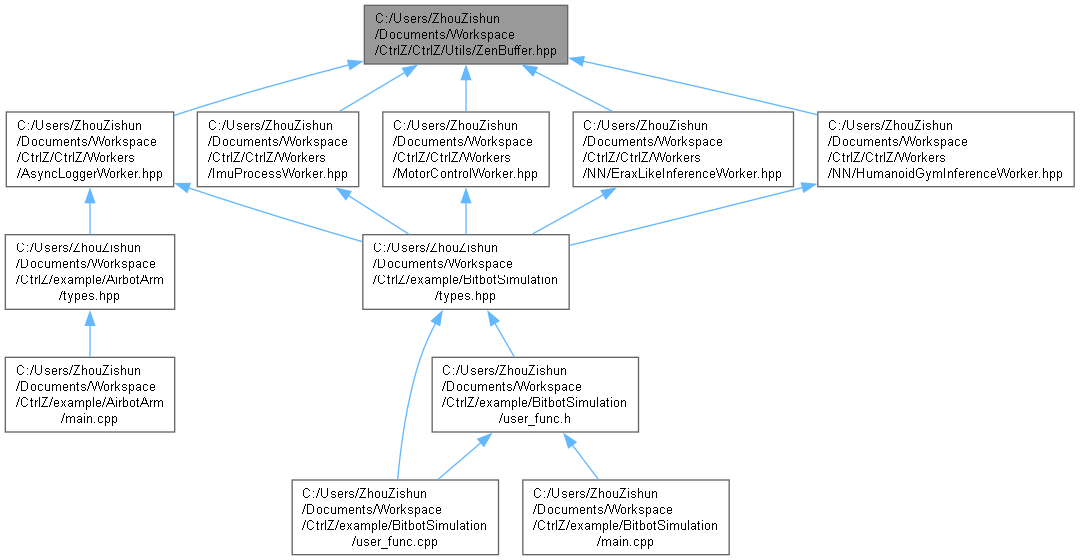 C:/Users/ZhouZishun
/Documents/Workspace
/CtrlZ/CtrlZ/Utils/ZenBuffer.hpp
C:/Users/ZhouZishun
/Documents/Workspace
/CtrlZ/CtrlZ/Workers
/AsyncLoggerWorker.hpp
C:/Users/ZhouZishun
/Documents/Workspace
/CtrlZ/CtrlZ/Workers
/ImuProcessWorker.hpp
C:/Users/ZhouZishun
/Documents/Workspace
/CtrlZ/CtrlZ/Workers
/MotorControlWorker.hpp
C:/Users/ZhouZishun
/Documents/Workspace
/CtrlZ/CtrlZ/Workers
/NN/EraxLikeInferenceWorker.hpp
C:/Users/ZhouZishun
/Documents/Workspace
/CtrlZ/CtrlZ/Workers
/NN/HumanoidGymInferenceWorker.hpp
C:/Users/ZhouZishun
/Documents/Workspace
/CtrlZ/example/AirbotArm
/types.hpp
C:/Users/ZhouZishun
/Documents/Workspace
/CtrlZ/example/BitbotSimulation
/types.hpp
C:/Users/ZhouZishun
/Documents/Workspace
/CtrlZ/example/AirbotArm
/main.cpp
C:/Users/ZhouZishun
/Documents/Workspace
/CtrlZ/example/BitbotSimulation
/user_func.h
C:/Users/ZhouZishun
/Documents/Workspace
/CtrlZ/example/BitbotSimulation
/user_func.cpp
C:/Users/ZhouZishun
/Documents/Workspace
/CtrlZ/example/BitbotSimulation
/main.cpp